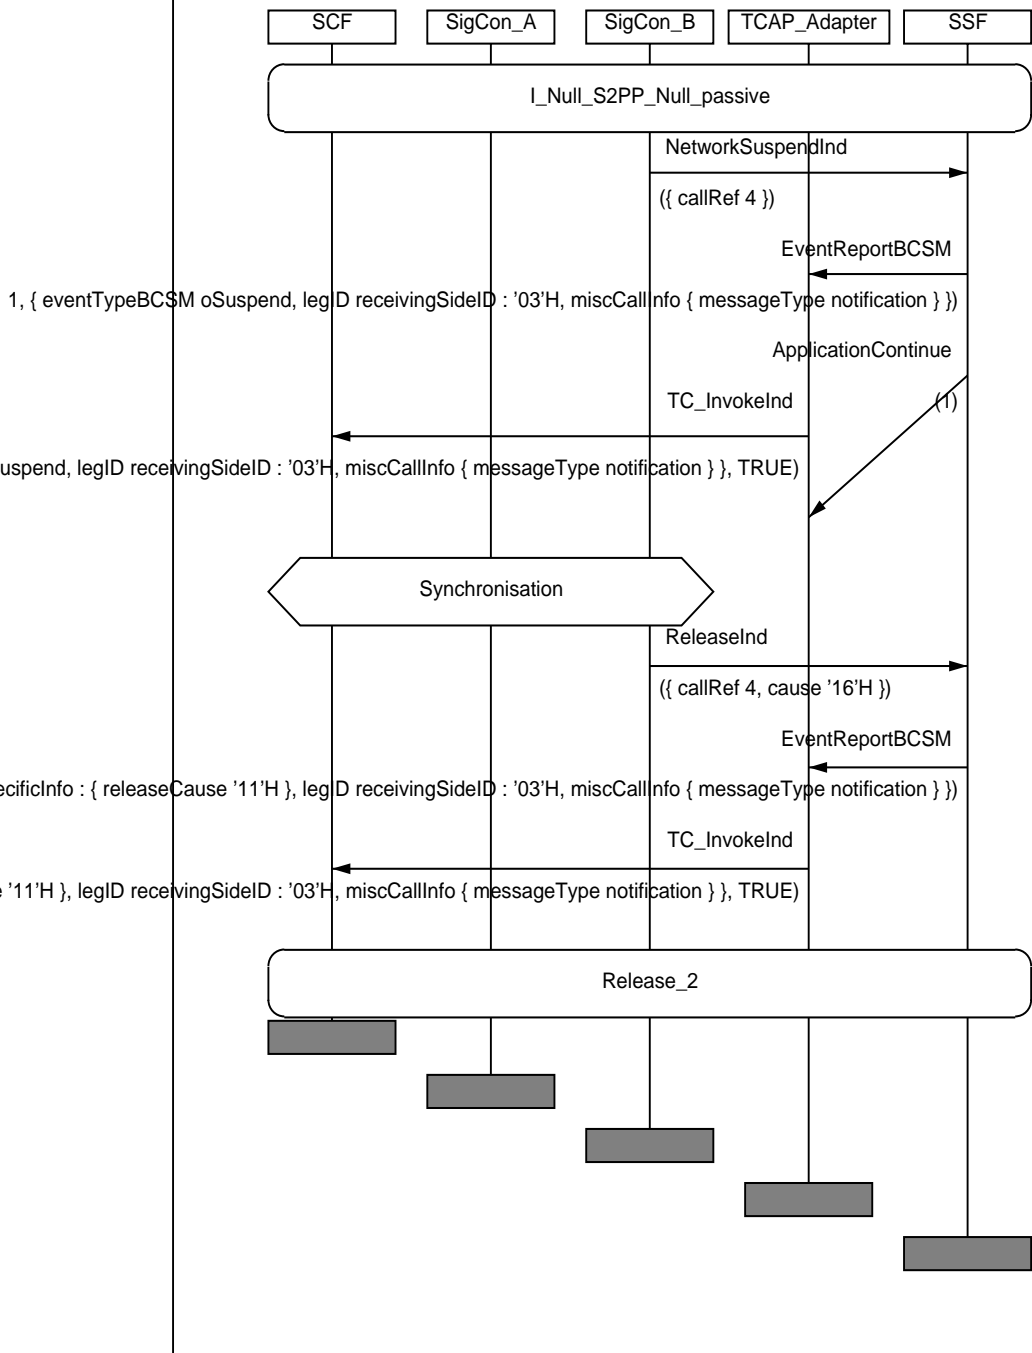 SCF SigCon_A SigCon_B TCAP_Adapter SSF
I_Null_S2PP_Null_passive
NetworkSuspendInd
({ callRef 4 })
EventReportBCSM
1, { eventTypeBCSM oSuspend, legID receivingSideID : '03'H, miscCallInfo { messageType notification } })
ApplicationContinue
(1)
TC_InvokeInd
uspend, legID receivingSideID : '03'H, miscCallInfo { messageType notification } }, TRUE)
Synchronisation
ReleaseInd
({ callRef 4, cause '16'H })
EventReportBCSM
ecificInfo : { releaseCause '11'H }, legID receivingSideID : '03'H, miscCallInfo { messageType notification } })
TC_InvokeInd
'11'H }, legID receivingSideID : '03'H, miscCallInfo { messageType notification } }, TRUE)
Release_2